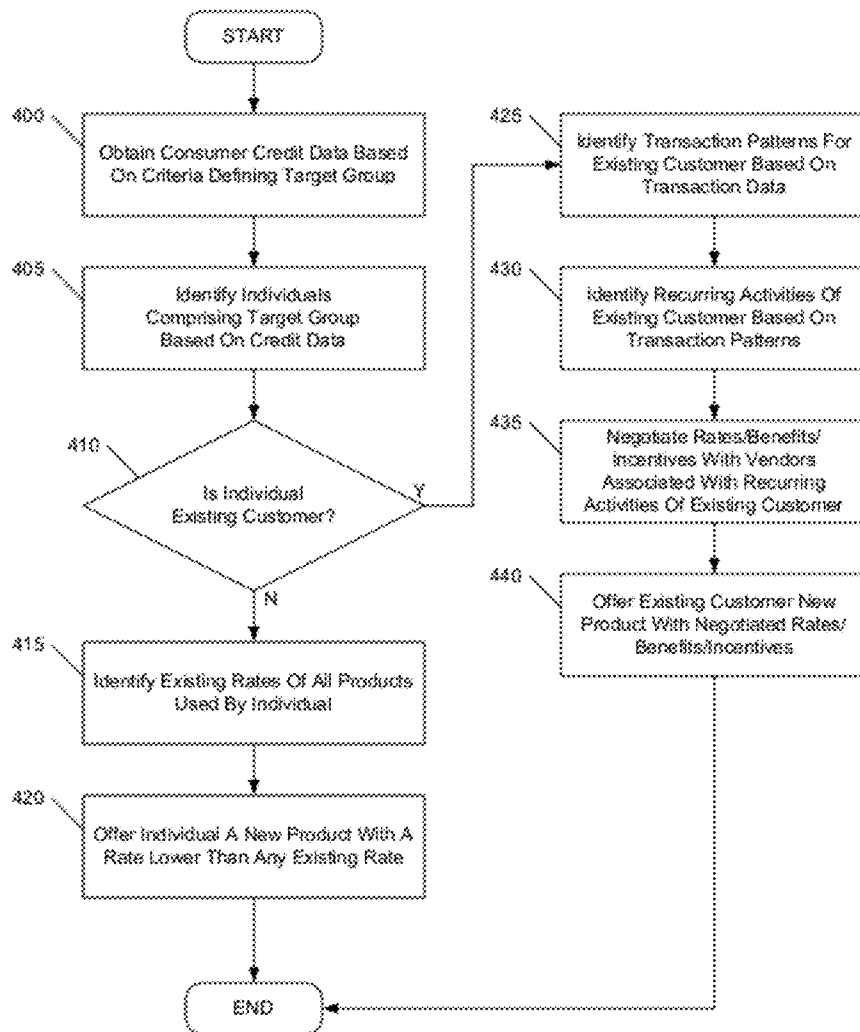 START
400
Obtain Consumer Credit Data Based
On Criteria Defining Target Group
405
Identify Individuals
Comprising Target Group
Based On Credit Data
410
Is Individual
Existing Customer?
Y
N
415
Identify Existing Rates Of All Products
Used By Individual
420
Offer Individual A New Product With A
Rate Lower Than Any Existing Rate
425
Identify Transaction Patterns For
Existing Customer Based On
Transaction Data
430
Identify Recurring Activities Of
Existing Customer Based On
Transaction Patterns
435
Negotiate Rates/Benefits/
Incentives With Vendors
Associated With Recurring
Activities Of Existing Customer
440
Offer Existing Customer New
Product With Negotiated Rates/
Benefits/Incentives
END